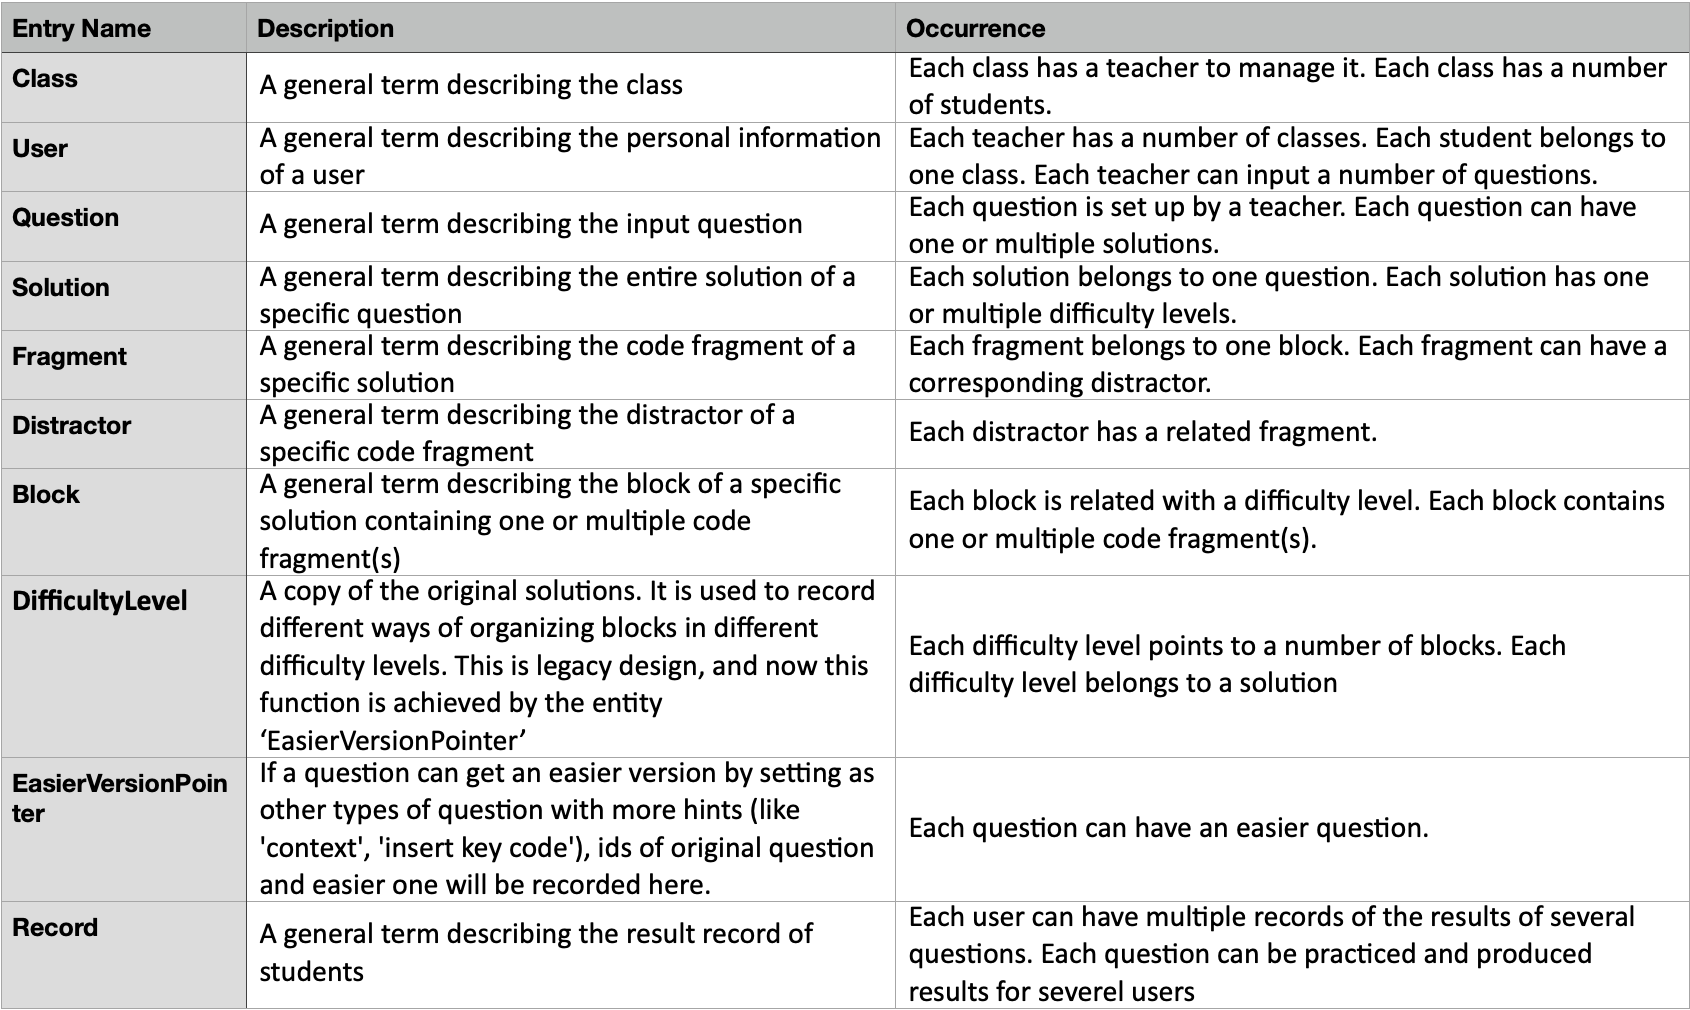 Entry Name
Description
Occurrence
Class
A general term describing the class
Each class has a teacher to manage it. Each class has a number
of students.
User
A general term describing the personal information
of a user
Each teacher has a number of classes. Each student belongs to
one class. Each teacher can input a number of questions.
Question
A general term describing the input question
Each question is set up by a teacher. Each question can have
one or multiple solutions.
Solution
A general term describing the entire solution of a
specific question
Each solution belongs to one question. Each solution has one
or multiple difficulty levels.
Fragment
A general term describing the code fragment of a
specific solution
Each fragment belongs to one block. Each fragment can have a
corresponding distractor.
Distractor
A general term describing the distractor of a
specific code fragment
Each distractor has a related fragment.
Block
A general term describing the block of a specific
solution containing one or multiple code
fragment(s)
Each block is related with a difficulty level. Each block contains
one or multiple code fragment(s).
DifficultyLevel
A copy of the original solutions. It is used to record
different ways of organizing blocks in different
difficulty levels. This is legacy design, and now this
function is achieved by the entity
‘EasierVersionPointer’
Each difficulty level points to a number of blocks. Each
difficulty level belongs to a solution
EasierVersionPoin
ter
If a question can get an easier version by setting as
other types of question with more hints (like
'context', 'insert key code'), ids of original question
and easier one will be recorded here.
Each question can have an easier question.
Record
A general term describing the result record of
students
Each user can have multiple records of the results of several
questions. Each question can be practiced and produced
results for severel users